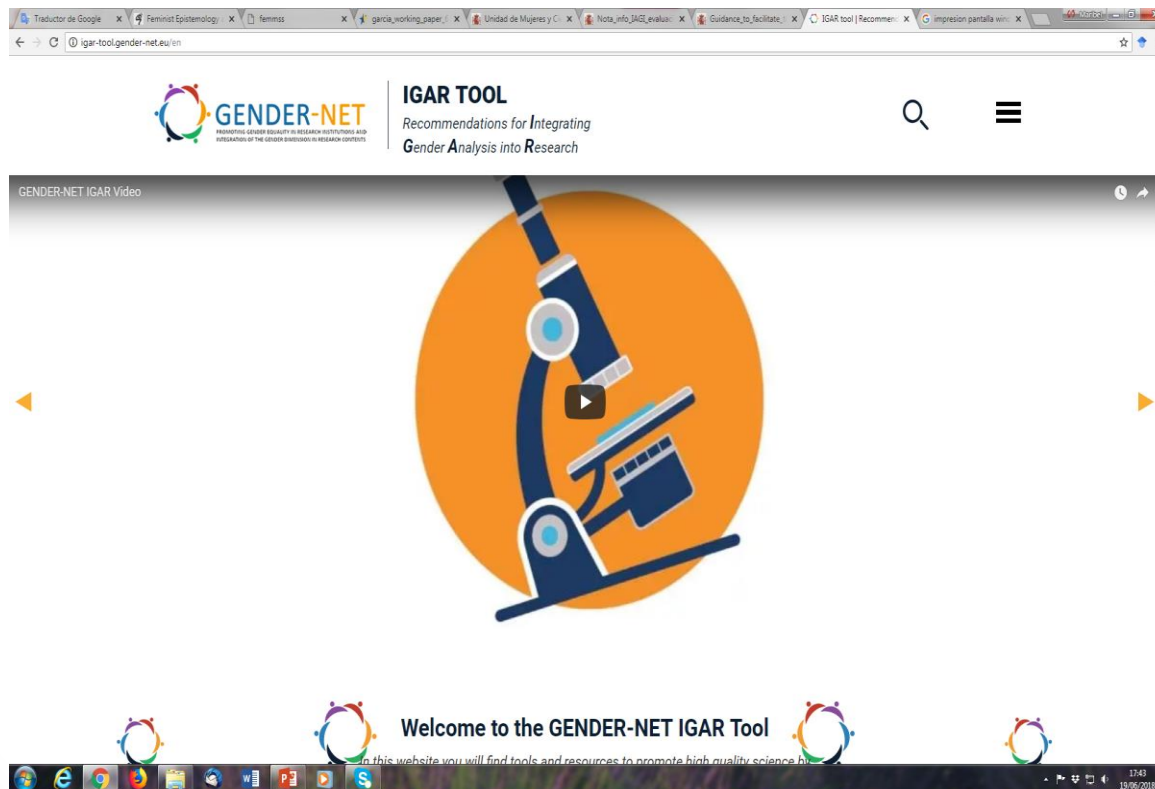 Traductor de Google
Feminist Epistemology
femmss
garcia_working_paper_
Unidad de Mujeres y C
Nota_info_IAGI_evaluac
Guidance_to_facilitate_
IGAR tool | Recommen
impresion pantalla wind
igar-tool.gender-net.eu/en
GENDER-NET
PROMOTING GENDER EQUALITY IN RESEARCH INSTITUTIONS AND
INTEGRATION OF THE GENDER DIMENSION IN RESEARCH CONTENTS
IGAR TOOL
Recommendations for Integrating
Gender Analysis into Research
GENDER-NET IGAR Video
Welcome to the GENDER-NET IGAR Tool
In this website you will find tools and resources to promote high quality science by
17:43
19/06/2018